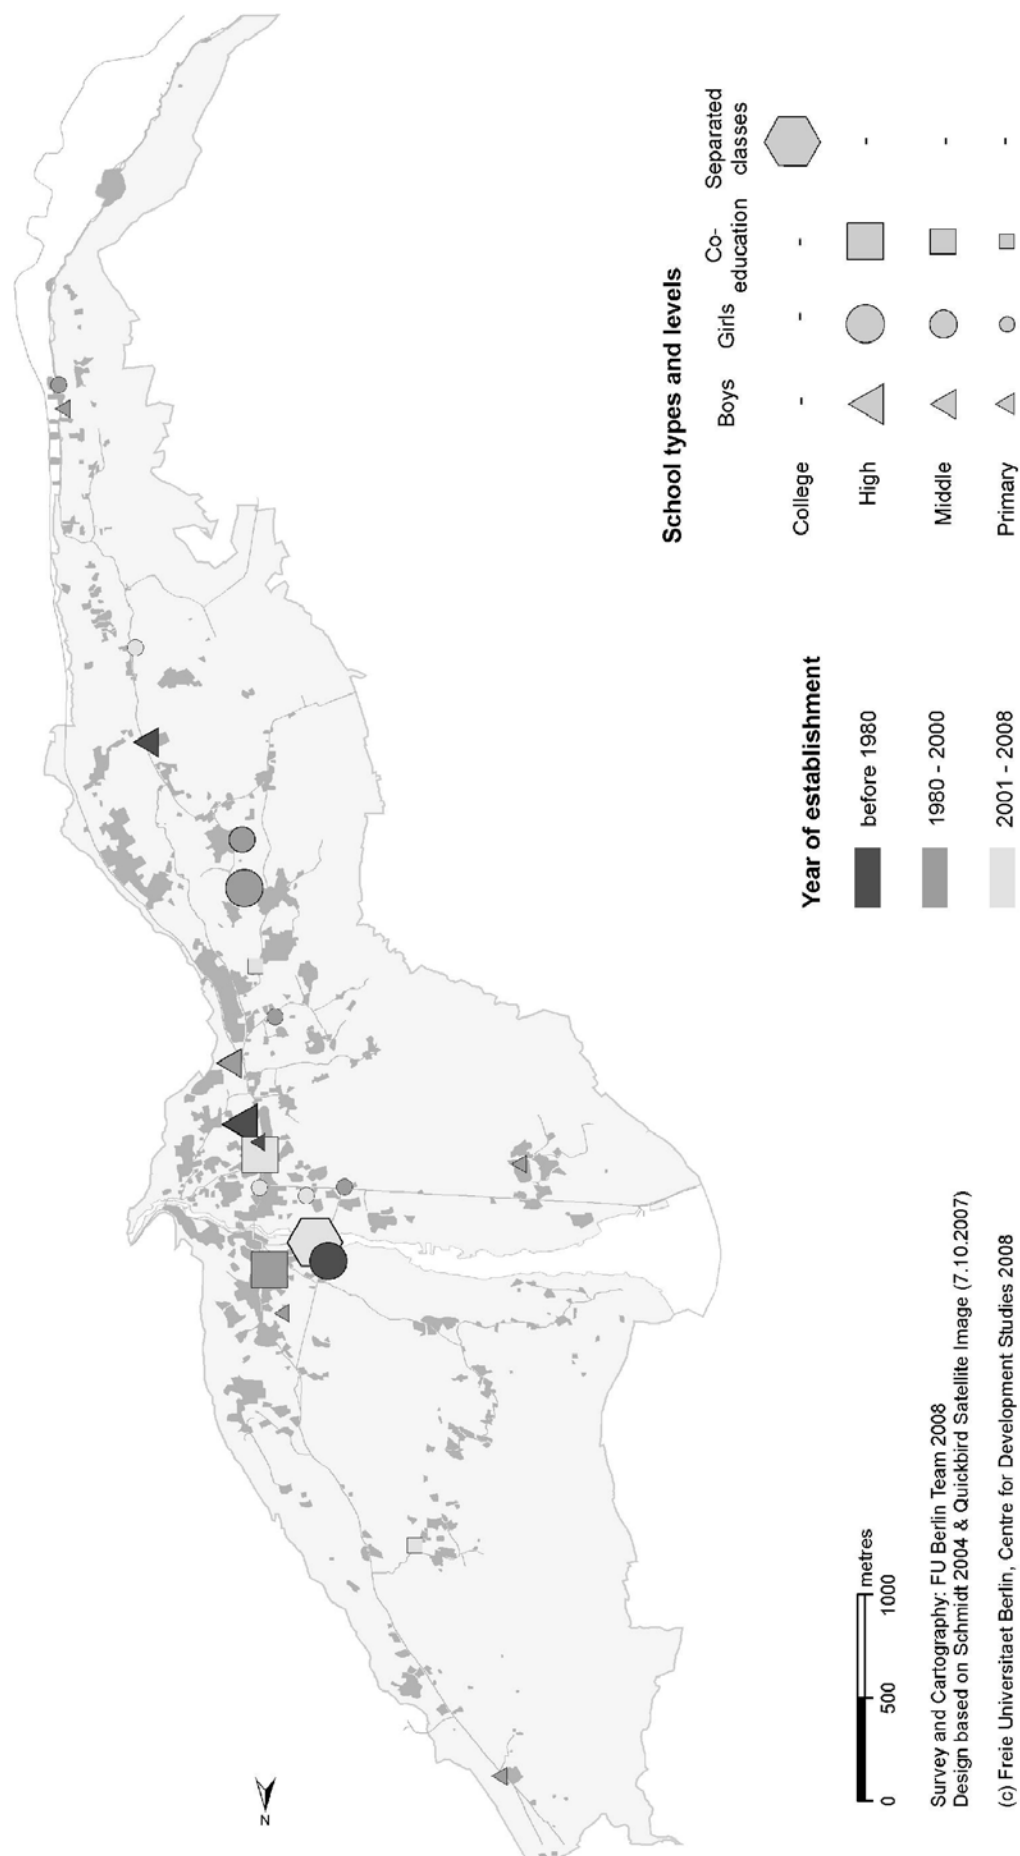 N
School types and levels
Boys Girls Co-
education Separated
classes
College - - -
High -
Middle -
Primary -
Year of establishment
before 1980
1980 - 2000
2001 - 2008
0 500 1000 metres
Survey and Cartography: FU Berlin Team 2008
Design based on Schmidt 2004 & Quickbird Satellite Image (7.10.2007)
(c) Freie Universitaet Berlin, Centre for Development Studies 2008